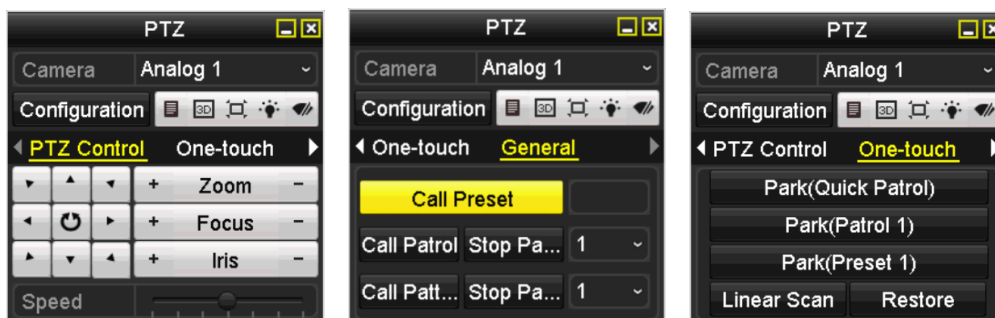 PTZ
Camera Analog 1
Configuration 3D
PTZ Control One-touch
+ Zoom -
+ Focus -
+ Iris -
Speed
PTZ
Camera Analog 1
Configuration 3D
One-touch General
Call Preset
Call Patrol Stop Pa... 1
Call Patt... Stop Pa... 1
PTZ
Camera Analog 1
Configuration 3D
PTZ Control One-touch
Park(Quick Patrol)
Park(Patrol 1)
Park(Preset 1)
Linear Scan Restore